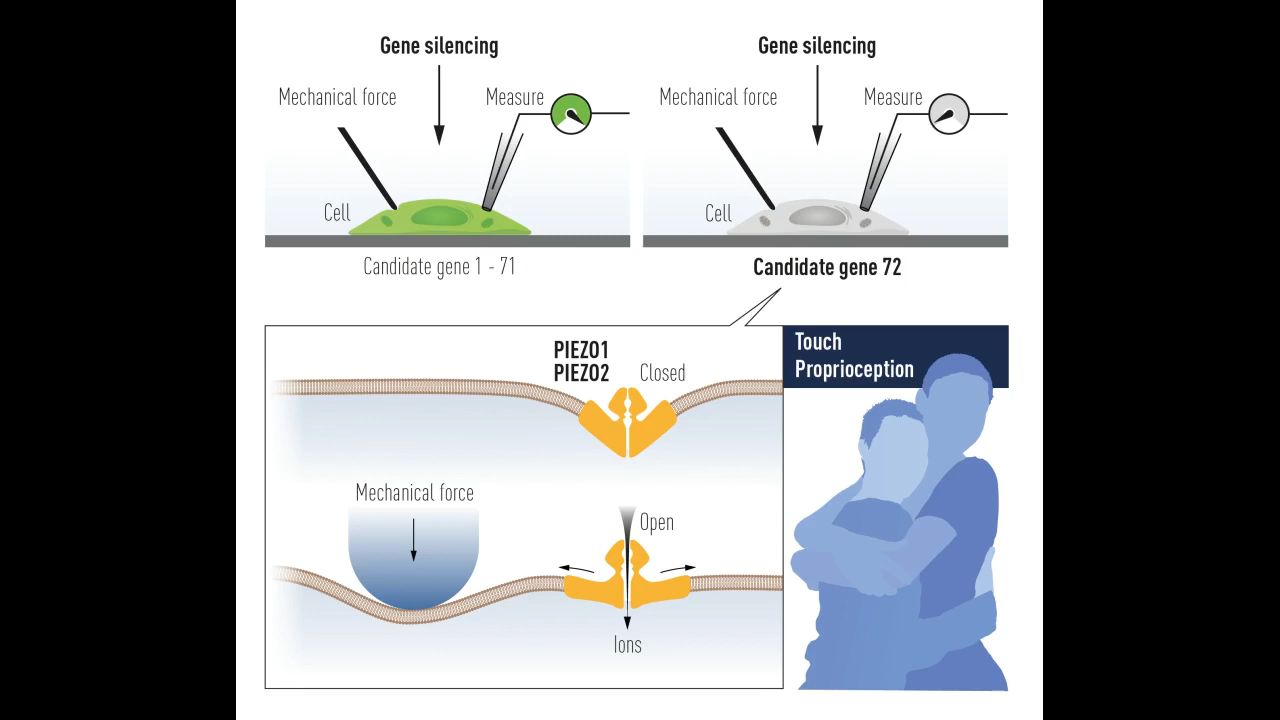 Gene silencing
Mechanical force
Measure
Cell
Candidate gene 1 - 71
Gene silencing
Mechanical force
Measure
Cell
Candidate gene 72
PIEZO1
PIEZO2
Closed
Mechanical force
Open
Ions
Touch
Proprioception